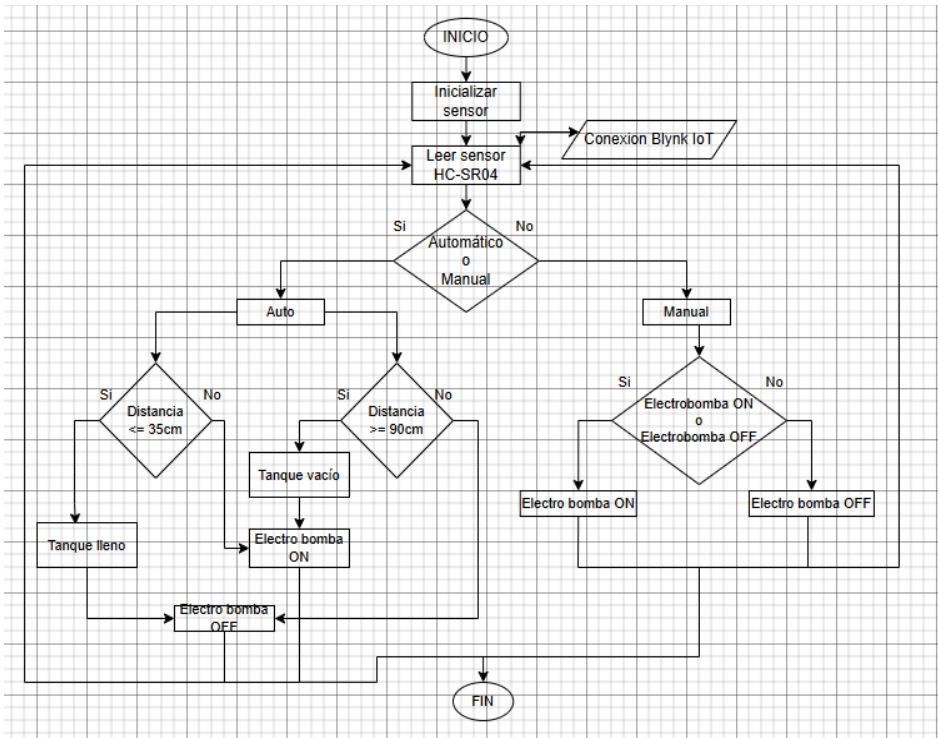 INICIO
Inicializar
sensor
Conexion Blynk IoT
Leer sensor
HC-SR04
Si
No
Automático
o
Manual
Auto
Manual
Si
No
Distancia
<= 35cm
Si
No
Distancia
>= 90cm
Si
No
Electrobomba ON
o
Electrobomba OFF
Tanque vacío
Electro bomba ON
Electro bomba OFF
Tanque lleno
Electro bomba
ON
Electro bomba
OFF
FIN